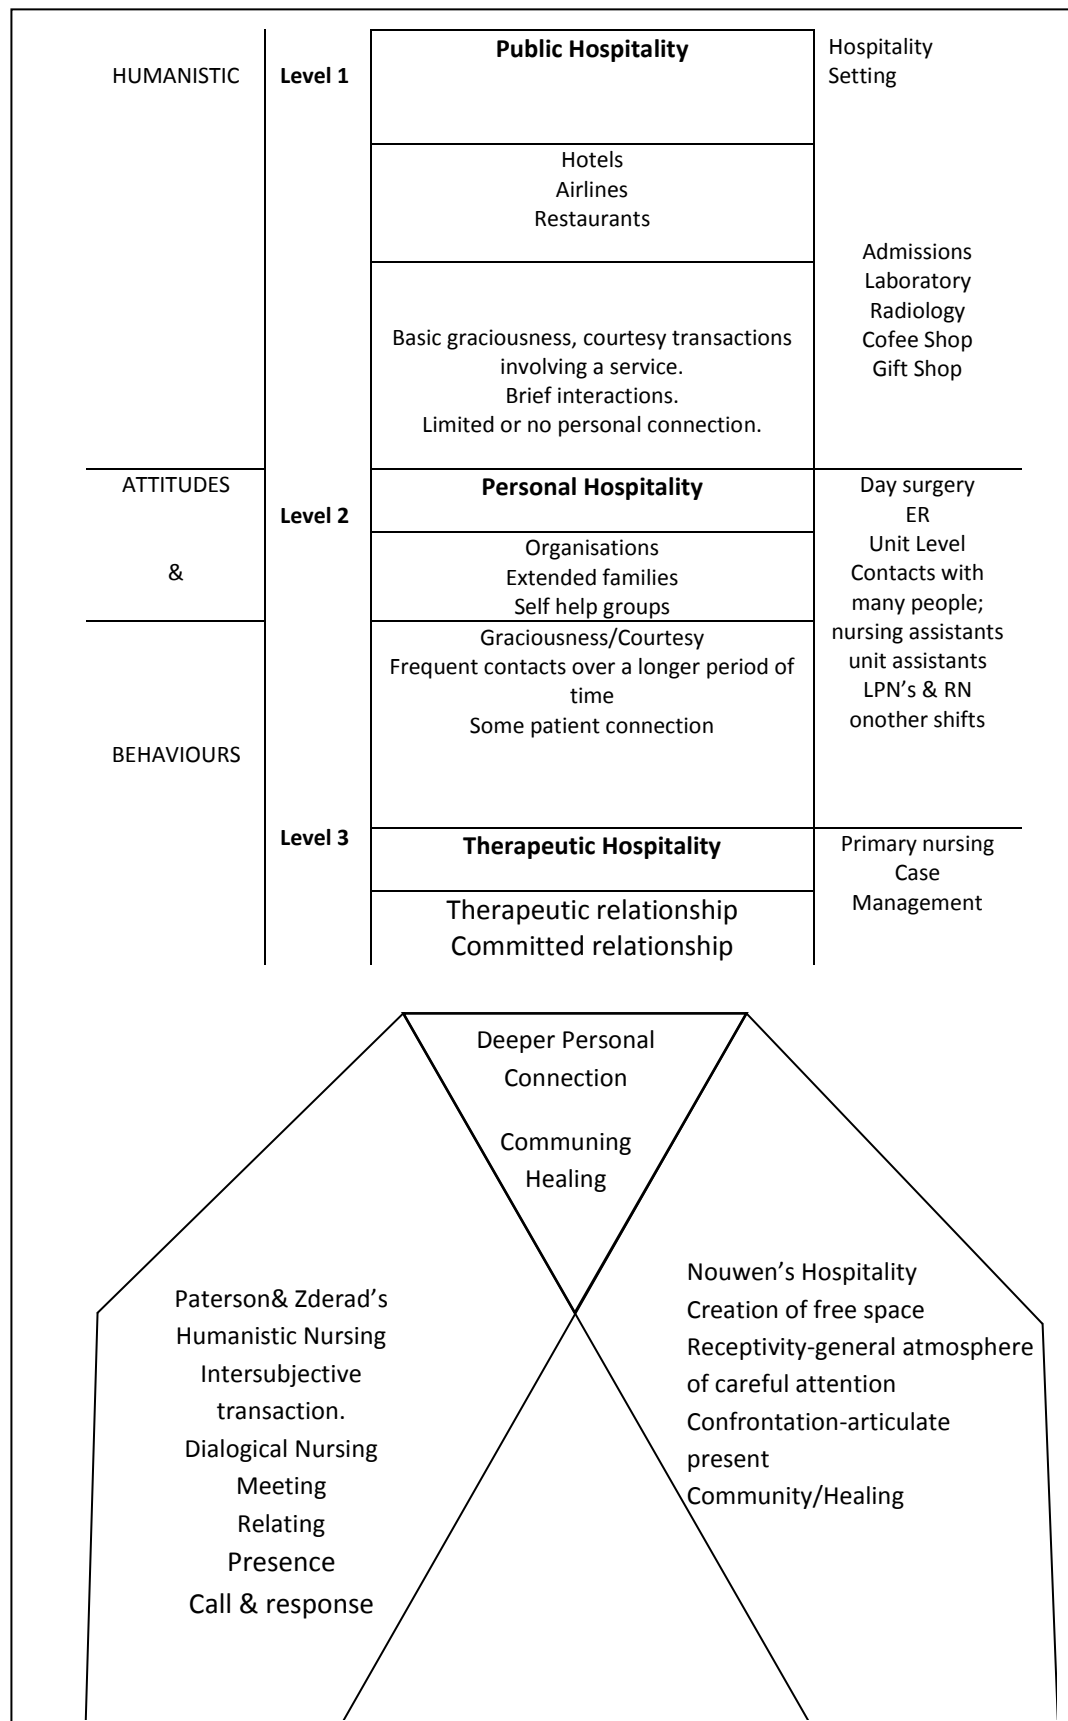 HUMANISTIC
Level 1
Public Hospitality
Hospitality
Setting
Hotels
Airlines
Restaurants
Admissions
Laboratory
Radiology
Cofee Shop
Gift Shop
Basic graciousness, courtesy transactions
involving a service.
Brief interactions.
Limited or no personal connection.
ATTITUDES
&
Level 2
Personal Hospitality
Organisations
Extended families
Self help groups
Day surgery
ER
Unit Level
Contacts with
many people;
nursing assistants
unit assistants
LPN's & RN
onother shifts
Graciousness/Courtesy
Frequent contacts over a longer period of
time
Some patient connection
BEHAVIOURS
Level 3
Therapeutic Hospitality
Primary nursing
Case
Management
Therapeutic relationship
Committed relationship
Deeper Personal
Connection
Communing
Healing
Paterson& Zderad's
Humanistic Nursing
Intersubjective
transaction.
Dialogical Nursing
Meeting
Relating
Presence
Call & response
Nouwen's Hospitality
Creation of free space
Receptivity-general atmosphere
of careful attention
Confrontation-articulate
present
Community/Healing